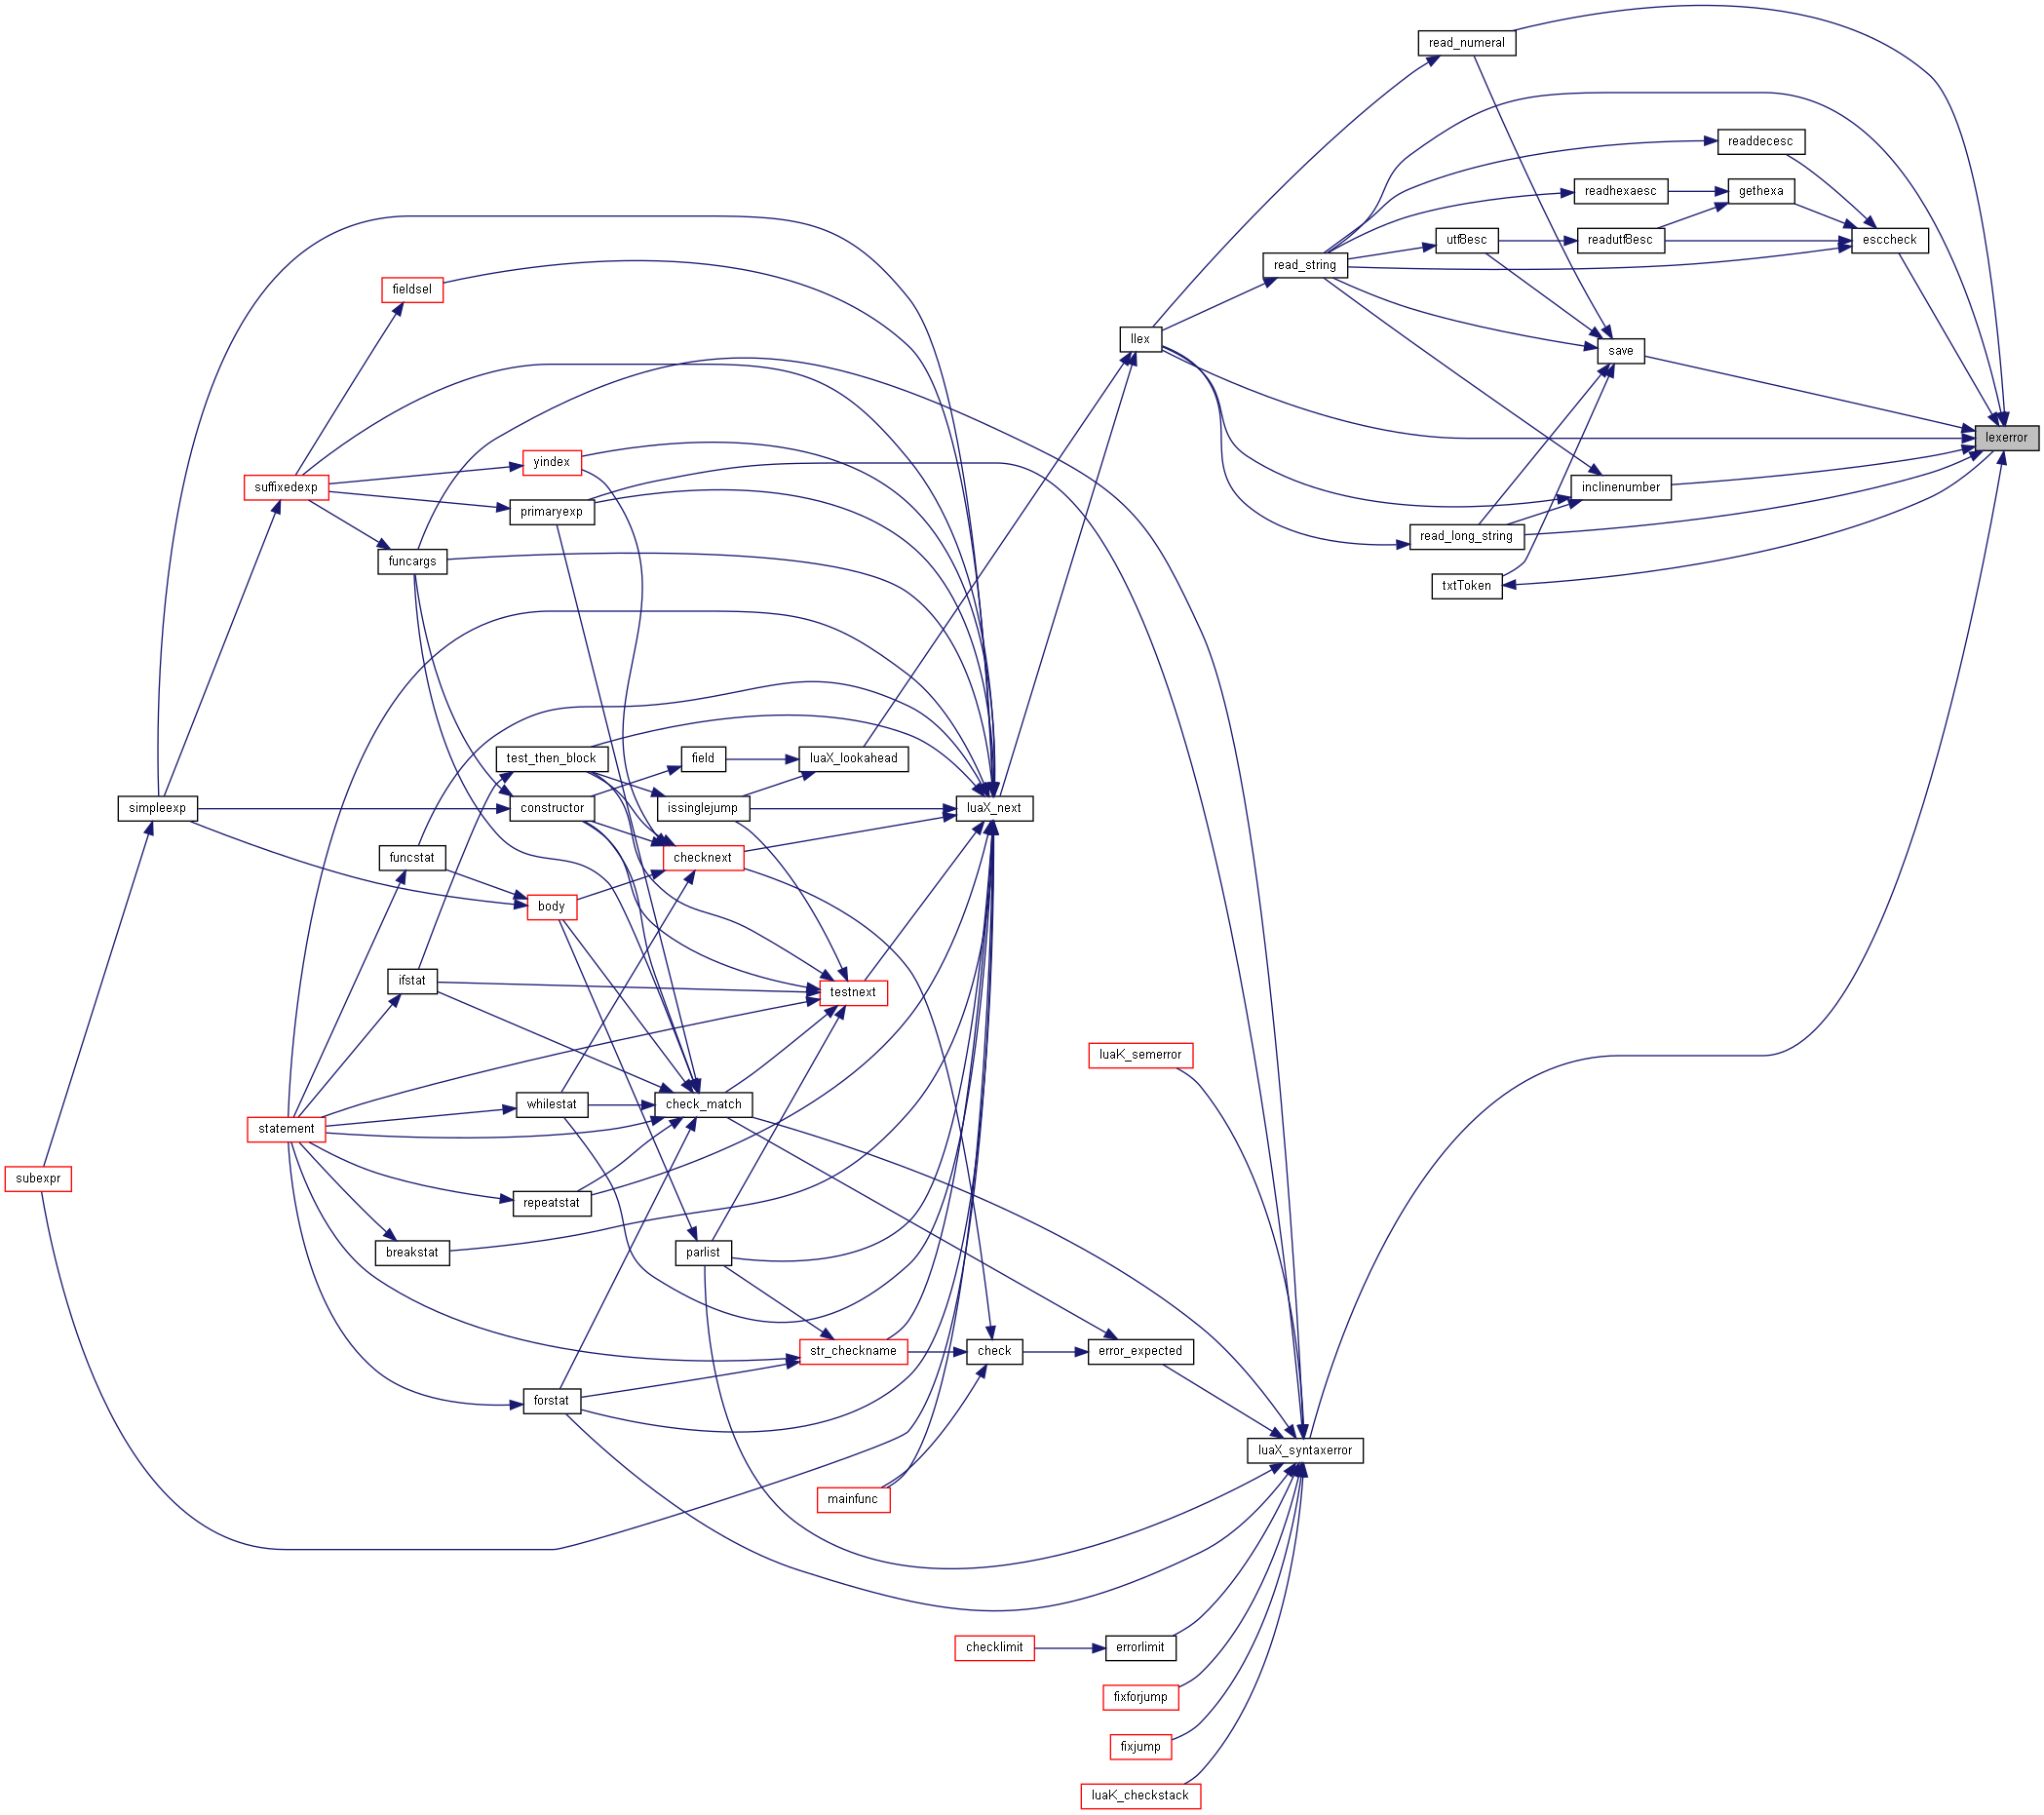 read_numeral
readdecesc
gethexa
readhexaesc
utf8esc
readutf8esc
esccheck
read_string
fieldsel
llex
save
lexerror
yindex
suffixedexp
inclinenumber
primaryexp
read_long_string
funcargs
txtToken
test_then_block
field
luaX_lookahead
simpleexp
constructor
issinglejump
luaX_next
funcstat
checknext
body
ifstat
testnext
luaK_semerror
whilestat
check_match
statement
subexpr
repeatstat
breakstat
parlist
str_checkname
check
error_expected
forstat
luaX_syntaxerror
mainfunc
checklimit
errorlimit
fixforjump
fixjump
luaK_checkstack